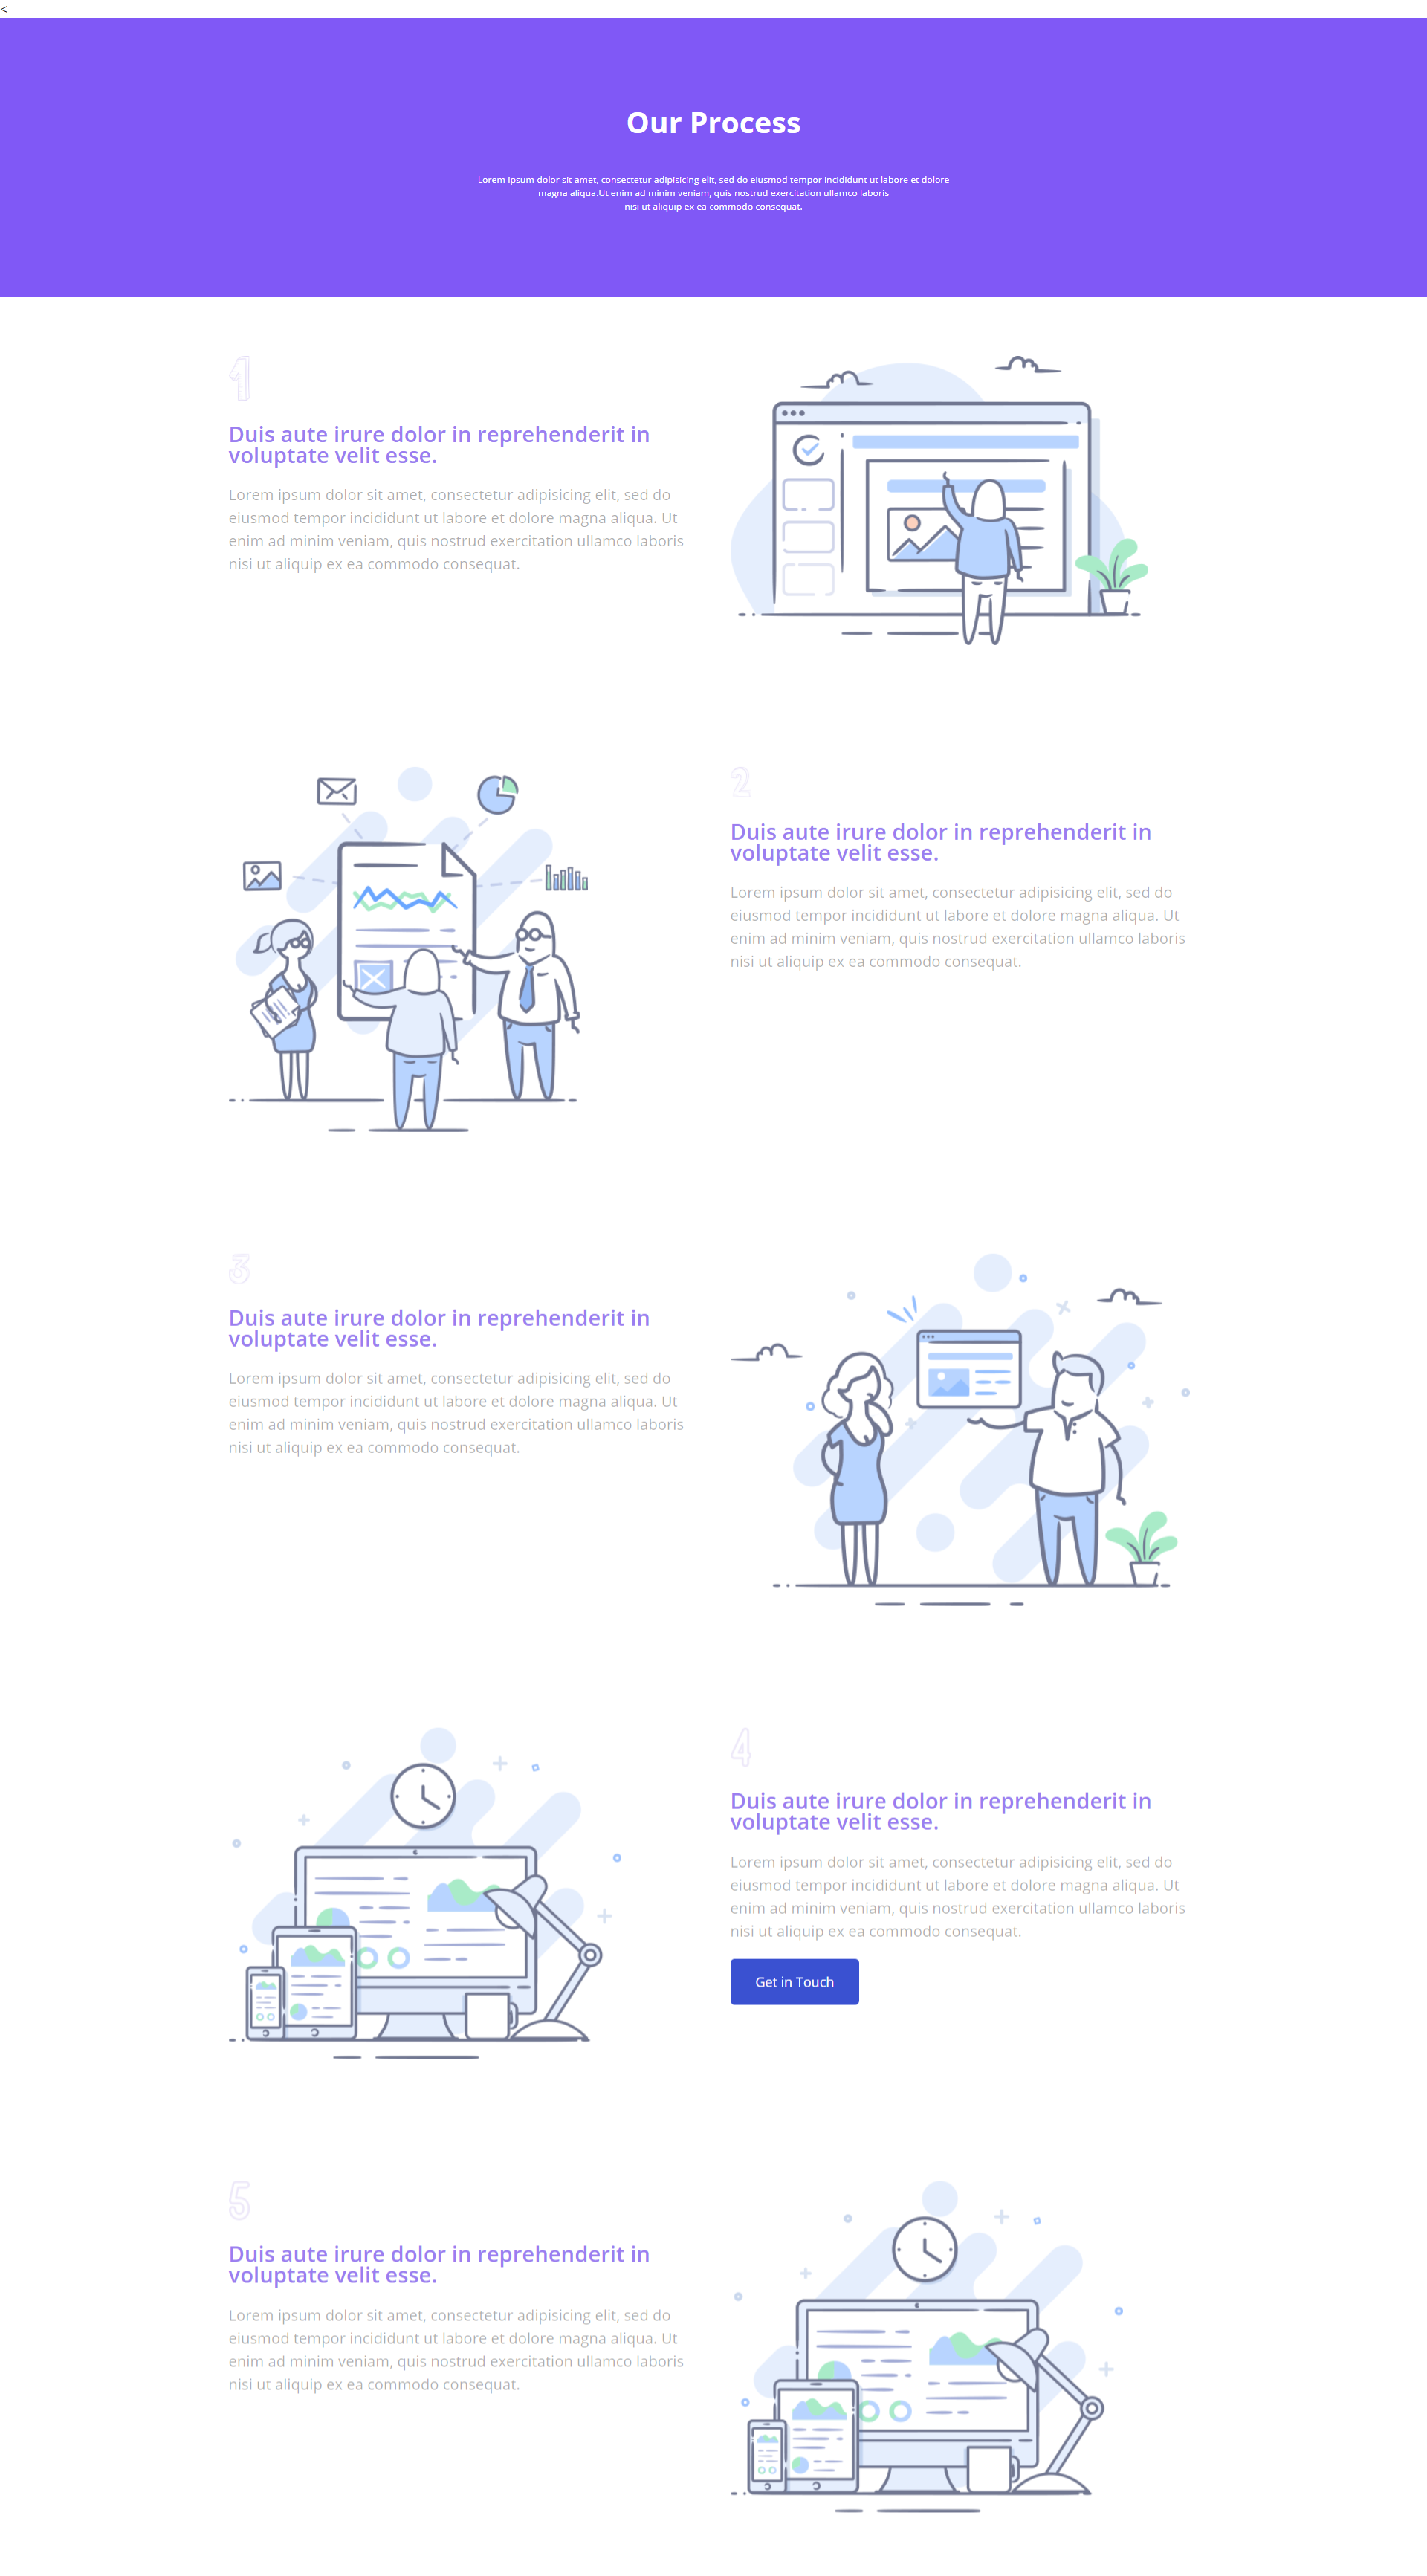 <
Our Process
Lorem ipsum dolor sit amet, consectetur adipisicing elit, sed do eiusmod tempor incididunt ut labore et dolore
magna aliqua.Ut enim ad minim veniam, quis nostrud exercitation ullamco laboris
nisi ut aliquip ex ea commodo consequat.
1
Duis aute irure dolor in reprehenderit in
voluptate velit esse.
Lorem ipsum dolor sit amet, consectetur adipisicing elit, sed do
eiusmod tempor incididunt ut labore et dolore magna aliqua. Ut
enim ad minim veniam, quis nostrud exercitation ullamco laboris
nisi ut aliquip ex ea commodo consequat.
2
Duis aute irure dolor in reprehenderit in
voluptate velit esse.
Lorem ipsum dolor sit amet, consectetur adipisicing elit, sed do
eiusmod tempor incididunt ut labore et dolore magna aliqua. Ut
enim ad minim veniam, quis nostrud exercitation ullamco laboris
nisi ut aliquip ex ea commodo consequat.
3
Duis aute irure dolor in reprehenderit in
voluptate velit esse.
Lorem ipsum dolor sit amet, consectetur adipisicing elit, sed do
eiusmod tempor incididunt ut labore et dolore magna aliqua. Ut
enim ad minim veniam, quis nostrud exercitation ullamco laboris
nisi ut aliquip ex ea commodo consequat.
4
Duis aute irure dolor in reprehenderit in
voluptate velit esse.
Lorem ipsum dolor sit amet, consectetur adipisicing elit, sed do
eiusmod tempor incididunt ut labore et dolore magna aliqua. Ut
enim ad minim veniam, quis nostrud exercitation ullamco laboris
nisi ut aliquip ex ea commodo consequat.
Get in Touch
5
Duis aute irure dolor in reprehenderit in
voluptate velit esse.
Lorem ipsum dolor sit amet, consectetur adipisicing elit, sed do
eiusmod tempor incididunt ut labore et dolore magna aliqua. Ut
enim ad minim veniam, quis nostrud exercitation ullamco laboris
nisi ut aliquip ex ea commodo consequat.